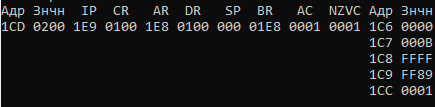 Адр Знчн IP CR AR DR SP BR AC NZVC Адр Знчн
1CD 0200 1E9 0100 1E8 0100 000 01E8 0001 0001 1C6 0000
1C7 000B
1C8 FFFF
1C9 FF89
1CC 0001